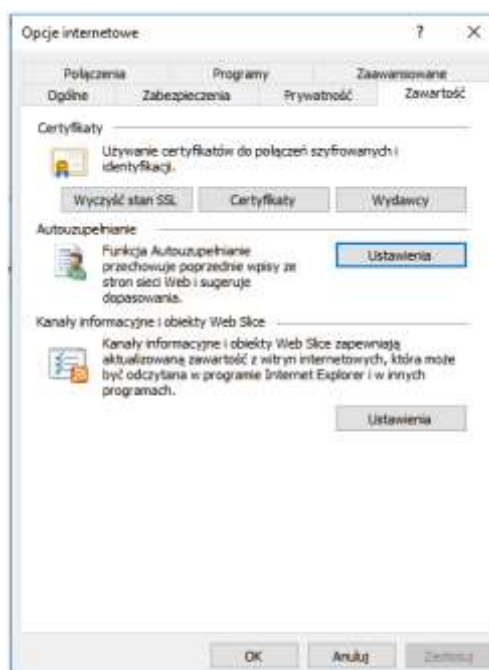 Opcje internetowe
Połączenia Programy Zaawansowane
Ogólne Zabezpieczenia Prywatność Zawartość
Certyfikaty
Używanie certyfikatów do połączeń szyfrowanych i
identyfikacji.
Wyczyść stan SSL Certyfikaty Wydawcy
Autouzupełnianie
Funkcja Autouzupełnianie
przechowuje poprzednie wpisy ze
stron sieci Web i sugeruje
dopasowania.
Ustawienia
Kanały informacyjne i obiekty Web Slice
Kanały informacyjne i obiekty Web Slice zapewniają
aktualizowaną zawartość z witryn internetowych, która może
być odczytana w programie Internet Explorer i w innych
programach.
Ustawienia
OK Anuluj Zastosuj